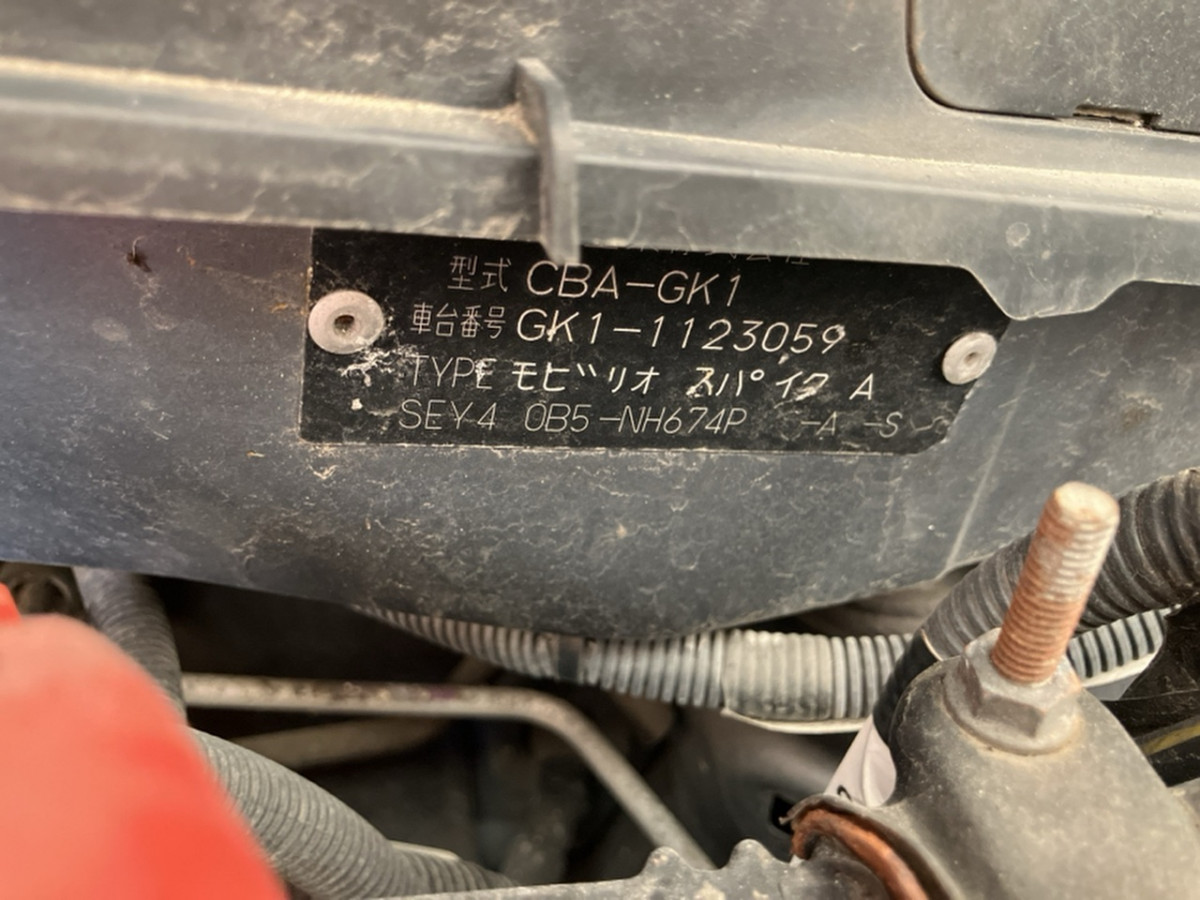 型式 CBA-GK1
車台番号 GK1-1123059
TYPE モビリオ スパイク A
SEY4 0B5-NH674P -A -S